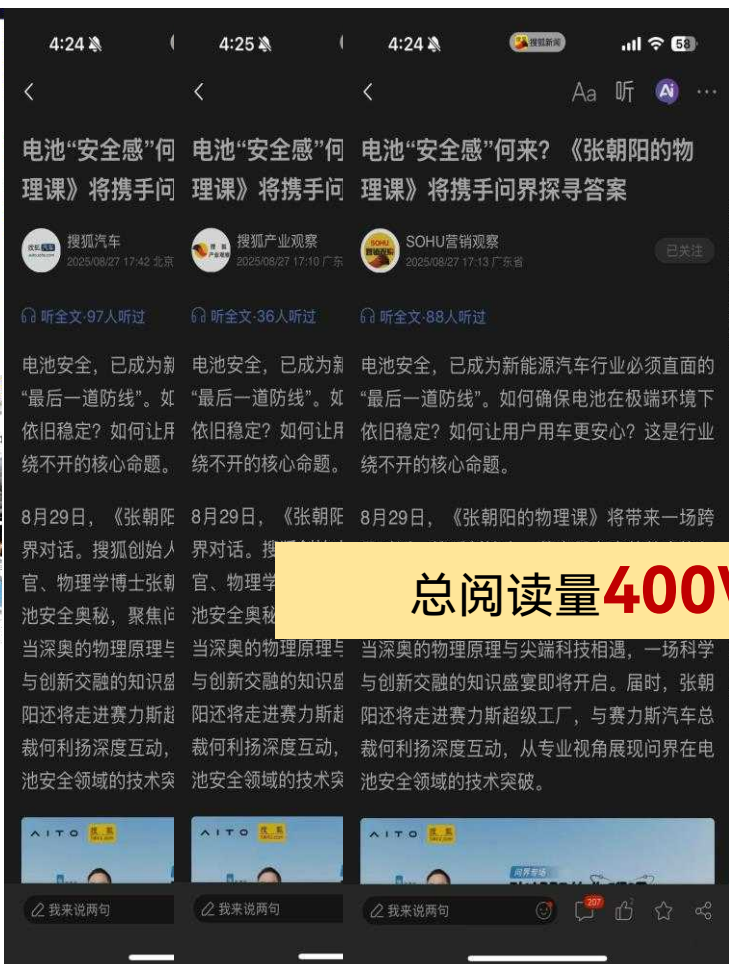 4:24
电池“安全感”何
理课》将携手问
搜狐汽车
2025/08/27 17:42 北京
听全文·97人听过
电池安全，已成为新
“最后一道防线”。如
依旧稳定？如何让用
绕不开的核心命题。
8月29日，《张朝阳
界对话。搜狐创始人
官、物理学博士张朝
池安全奥秘，聚焦问
当深奥的物理原理与
与创新交融的知识盛
阳还将走进赛力斯超
裁何利扬深度互动，
池安全领域的技术突
AITO 搜狐
我来说两句
4:25
电池“安全感”何
理课》将携手问
搜狐产业观察
2025/08/27 17:10 广东
听全文·36人听过
电池安全，已成为新
“最后一道防线”。如
依旧稳定？如何让用
绕不开的核心命题。
8月29日，《张朝阳
界对话。搜
官、物理学
池安全奥秘
当深奥的物理原理与
与创新交融的知识盛
阳还将走进赛力斯超
裁何利扬深度互动，
池安全领域的技术突
AITO 搜狐
我来说两句
4:24 搜狐新闻 58
Aa 听 Ai
电池“安全感”何来？《张朝阳的物
理课》将携手问界探寻答案
SOHU营销观察
2025/08/27 17:13 广东省
已关注
听全文·88人听过
电池安全，已成为新能源汽车行业必须直面的
“最后一道防线”。如何确保电池在极端环境下
依旧稳定？如何让用户用车更安心？这是行业
绕不开的核心命题。
8月29日，《张朝阳的物理课》将带来一场跨
总阅读量400
当深奥的物理原理与尖端科技相遇，一场科学
与创新交融的知识盛宴即将开启。届时，张朝
阳还将走进赛力斯超级工厂，与赛力斯汽车总
裁何利扬深度互动，从专业视角展现问界在电
池安全领域的技术突破。
AITO 搜狐
问界专场
我来说两句
207